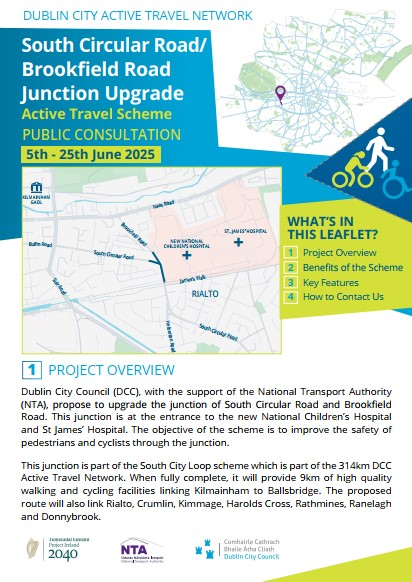 DUBLIN CITY ACTIVE TRAVEL NETWORK
South Circular Road/
Brookfield Road
Junction Upgrade
Active Travel Scheme
PUBLIC CONSULTATION
5th - 25th June 2025
KILMAINHAM
GAOL
Naas Road
Brookfield Road
ST. JAMES' HOSPITAL
NEW NATIONAL
CHILDREN'S HOSPITAL
South Circular Road
James's Walk
RIALTO
South Circular Road
WHAT'S IN
THIS LEAFLET?
1 Project Overview
2 Benefits of the Scheme
3 Key Features
4 How to Contact Us
1 PROJECT OVERVIEW
Dublin City Council (DCC), with the support of the National Transport Authority
(NTA), propose to upgrade the junction of South Circular Road and Brookfield
Road. This junction is at the entrance to the new National Children's Hospital
and St James' Hospital. The objective of the scheme is to improve the safety of
pedestrians and cyclists through the junction.
This junction is part of the South City Loop scheme which is part of the 314km DCC
Active Travel Network. When fully complete, it will provide 9km of high quality
walking and cycling facilities linking Kilmainham to Ballsbridge. The proposed
route will also link Rialto, Crumlin, Kimmage, Harolds Cross, Rathmines, Ranelagh
and Donnybrook.
Tionscadal Éireann
Project Ireland
2040
NTA
Comhairle Cathrach
Bhaile Átha Cliath
Dublin City Council